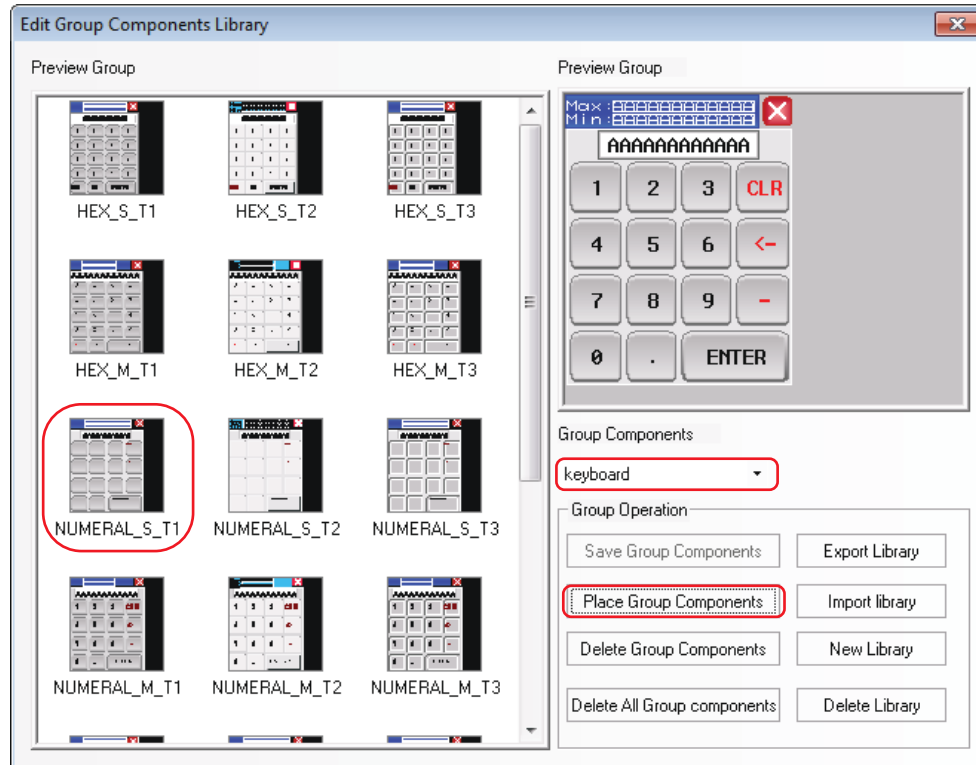 Edit Group Components Library
Preview Group
HEX_S_T1
HEX_S_T2
HEX_S_T3
HEX_M_T1
HEX_M_T2
HEX_M_T3
NUMERAL_S_T1
NUMERAL_S_T2
NUMERAL_S_T3
NUMERAL_M_T1
NUMERAL_M_T2
NUMERAL_M_T3
Preview Group
Max:AAAAAAAAAAAA
Min:AAAAAAAAAAAA
AAAAAAAAAAAA
1 2 3 CLR
4 5 6 <-
7 8 9 -
0 . ENTER
Group Components
keyboard
Group Operation
Save Group Components Export Library
Place Group Components Import library
Delete Group Components New Library
Delete All Group components Delete Library